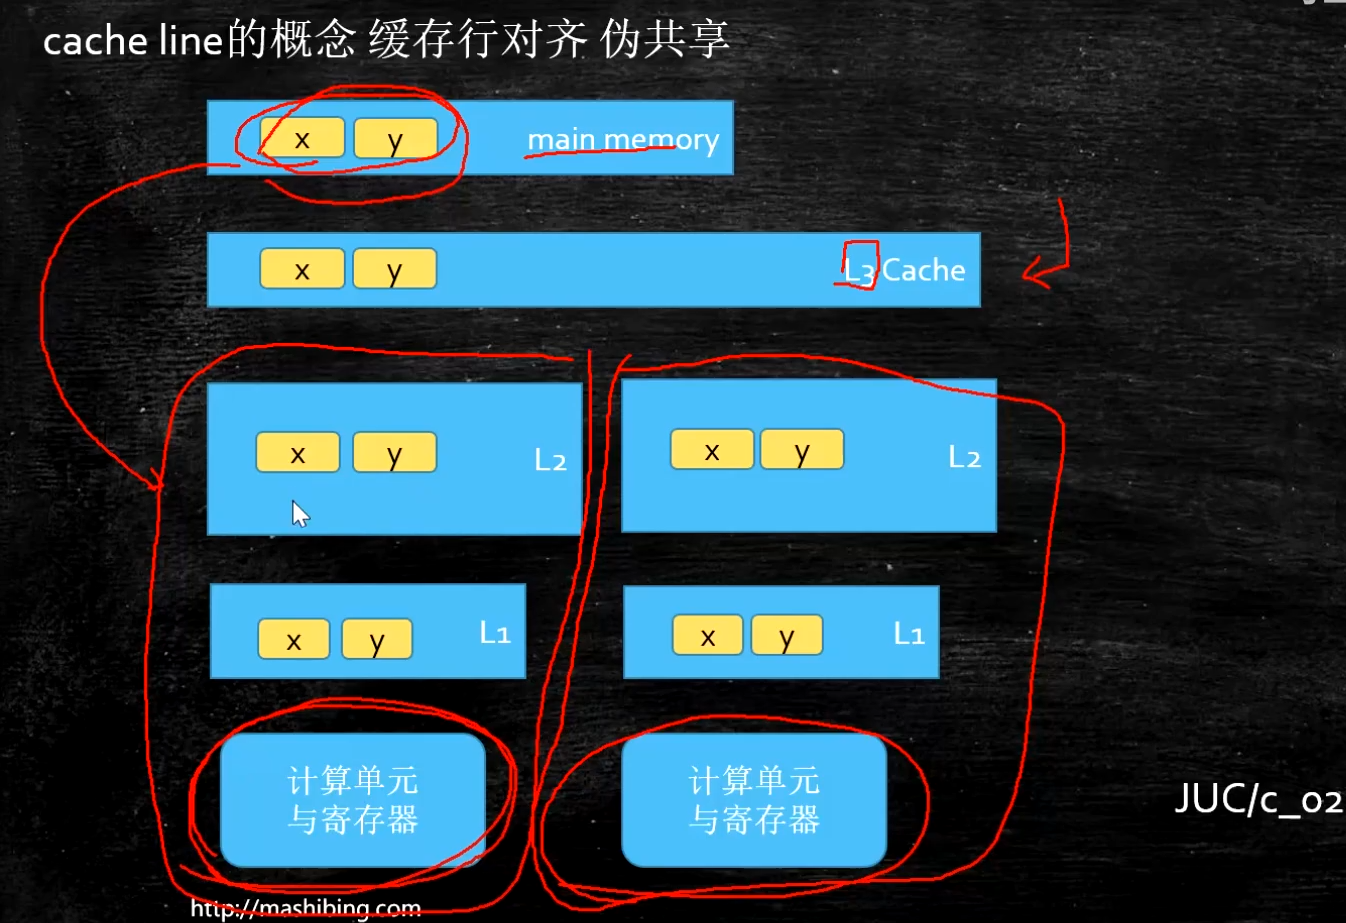 cache line的概念 缓存行对齐 伪共享
x y main memory
x y L3 Cache
x y L2
x y L2
x y L1
x y L1
计算单元
与寄存器
计算单元
与寄存器
JUC/c_02
http://mashibing.com